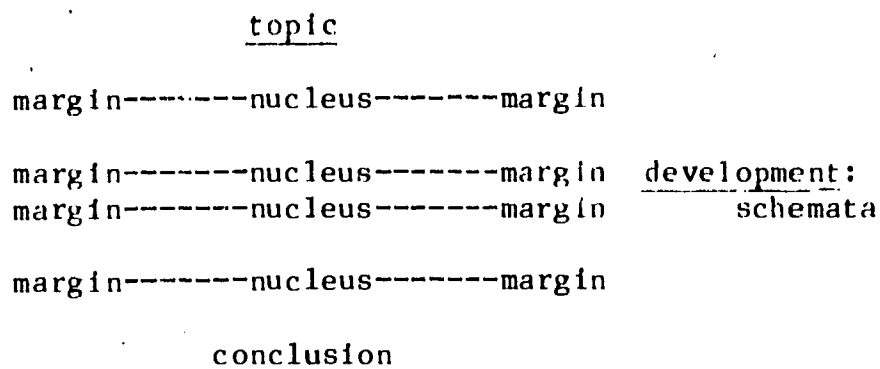 topic
margin-------nucleus-------margin
margin-------nucleus-------margin development:
margin-------nucleus-------margin schemata
margin-------nucleus-------margin
conclusion